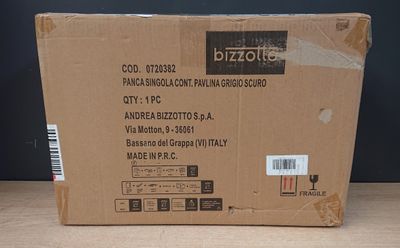 bizzotto
COD. 0720382
PANCA SINGOLA CONT. PAVLINA GRIGIO SCURO
QTY : 1 PC
ANDREA BIZZOTTO S.p.A.
Via Motton, 9 - 36061
Bassano del Grappa (VI) ITALY
MADE IN P.R.C.
FRAGILE